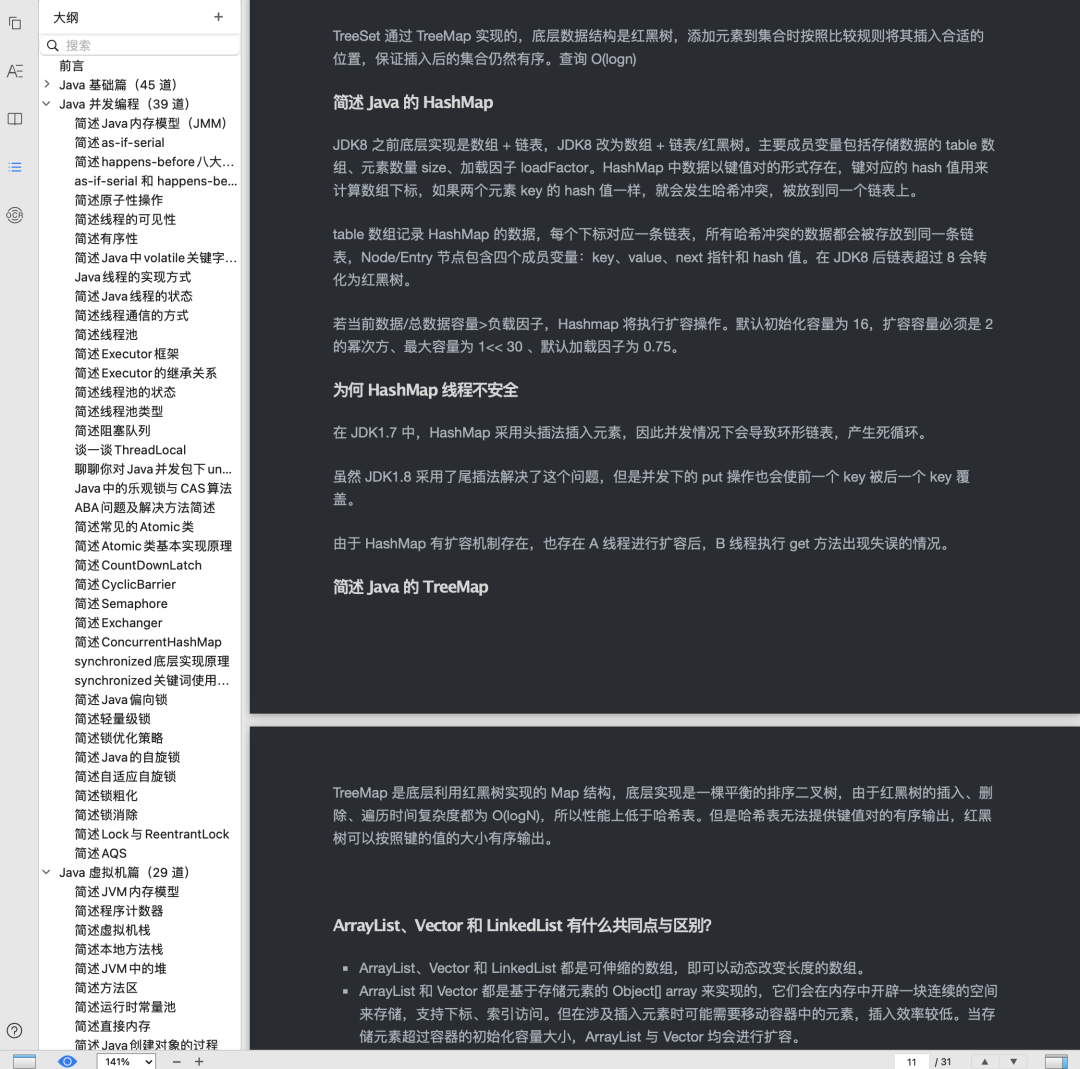 大纲
+
搜索
前言
Java 基础篇（45 道）
Java 并发编程（39 道）
简述Java内存模型（JMM）
简述as-if-serial
简述happens-before八大…
as-if-serial 和 happens-be...
简述原子性操作
简述线程的可见性
简述有序性
简述Java中volatile关键字…
Java线程的实现方式
简述Java线程的状态
简述线程通信的方式
简述线程池
简述Executor框架
简述Executor的继承关系
简述线程池的状态
简述线程池类型
简述阻塞队列
谈一谈ThreadLocal
聊聊你对Java并发包下un...
Java中的乐观锁与CAS算法
ABA问题及解决方法简述
简述常见的Atomic类
简述Atomic类基本实现原理
简述CountDownLatch
简述CyclicBarrier
简述Semaphore
简述Exchanger
简述ConcurrentHashMap
synchronized底层实现原理
synchronized关键词使用…
简述Java偏向锁
简述轻量级锁
简述锁优化策略
简述Java的自旋锁
简述自适应自旋锁
简述锁粗化
简述锁消除
简述Lock与ReentrantLock
简述AQS
Java 虚拟机篇（29 道）
简述JVM内存模型
简述程序计数器
简述虚拟机栈
简述本地方法栈
简述JVM中的堆
简述方法区
简述运行时常量池
简述直接内存
简述Java创建对象的过程
TreeSet 通过 TreeMap 实现的，底层数据结构是红黑树，添加元素到集合时按照比较规则将其插入合适的
位置，保证插入后的集合仍然有序。查询 O(logn)
简述 Java 的 HashMap
JDK8 之前底层实现是数组 + 链表，JDK8 改为数组 + 链表/红黑树。主要成员变量包括存储数据的 table 数
组、元素数量 size、加载因子 loadFactor。HashMap 中数据以键值对的形式存在，键对应的 hash 值用来
计算数组下标，如果两个元素 key 的 hash 值一样，就会发生哈希冲突，被放到同一个链表上。
table 数组记录 HashMap 的数据，每个下标对应一条链表，所有哈希冲突的数据都会被存放到同一条链
表，Node/Entry 节点包含四个成员变量：key、value、next 指针和 hash 值。在 JDK8 后链表超过 8 会转
化为红黑树。
若当前数据/总数据容量>负载因子，Hashmap 将执行扩容操作。默认初始化容量为 16，扩容容量必须是 2
的幂次方、最大容量为 1<< 30 、默认加载因子为 0.75。
为何 HashMap 线程不安全
在 JDK1.7 中，HashMap 采用头插法插入元素，因此并发情况下会导致环形链表，产生死循环。
虽然 JDK1.8 采用了尾插法解决了这个问题，但是并发下的 put 操作也会使前一个 key 被后一个 key 覆
盖。
由于 HashMap 有扩容机制存在，也存在 A 线程进行扩容后，B 线程执行 get 方法出现失误的情况。
简述 Java 的 TreeMap
TreeMap 是底层利用红黑树实现的 Map 结构，底层实现是一棵平衡的排序二叉树，由于红黑树的插入、删
除、遍历时间复杂度都为 O(logN)，所以性能上低于哈希表。但是哈希表无法提供键值对的有序输出，红黑
树可以按照键的值的大小有序输出。
ArrayList、Vector 和 LinkedList 有什么共同点与区别?
▪ ArrayList、Vector 和 LinkedList 都是可伸缩的数组，即可以动态改变长度的数组。
▪ ArrayList 和 Vector 都是基于存储元素的 Object[] array 来实现的，它们会在内存中开辟一块连续的空间
来存储，支持下标、索引访问。但在涉及插入元素时可能需要移动容器中的元素，插入效率较低。当存
储元素超过容器的初始化容量大小，ArrayList 与 Vector 均会进行扩容。
141%
− +
11 / 31